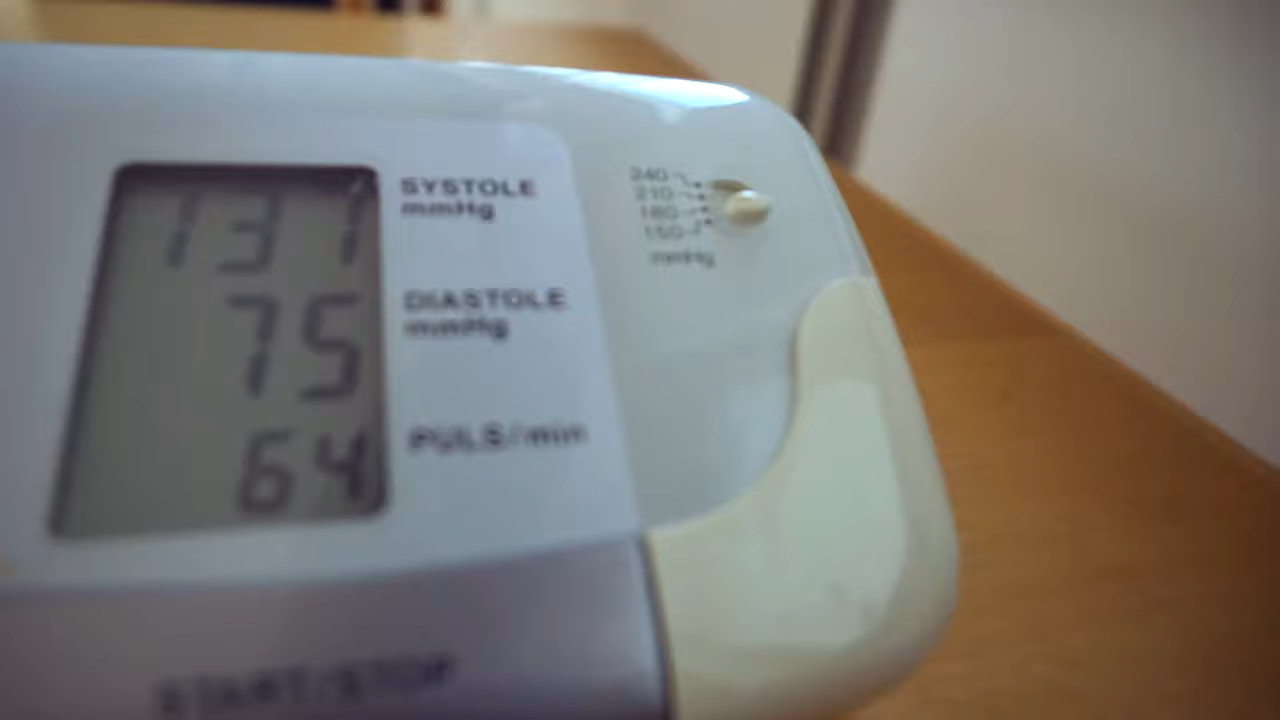 131
SYSTOLE
mmHg
75
DIASTOLE
mmHg
64
PULS/min
240
210
180
150
mmHg
START/STOP